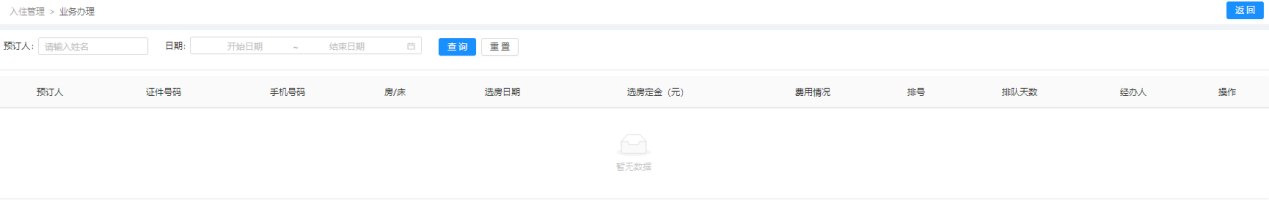 入住管理 > 业务办理 返回
预订人: 请输入姓名 日期: 开始日期 ~ 结束日期 查询 重置
预订人 证件号码 手机号码 房/床 选房日期 选房定金（元） 费用情况 排号 排队天数 经办人 操作
暂无数据